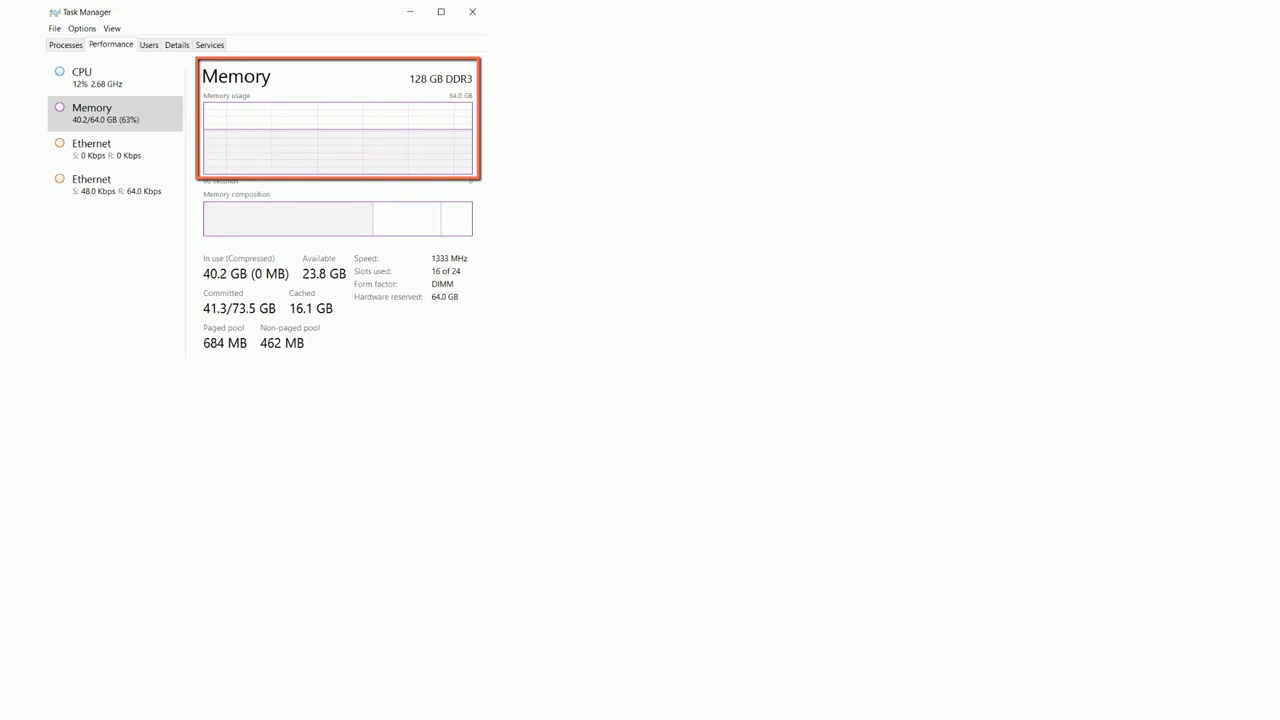 Task Manager
File Options View
Processes Performance Users Details Services
CPU
12% 2.68 GHz
Memory
40.2/64.0 GB (63%)
Ethernet
S: 0 Kbps R: 0 Kbps
Ethernet
S: 48.0 Kbps R: 64.0 Kbps
Memory 128 GB DDR3
Memory usage 64.0 GB
60 seconds 0
Memory composition
In use (Compressed) Available
40.2 GB (0 MB) 23.8 GB
Committed Cached
41.3/73.5 GB 16.1 GB
Paged pool Non-paged pool
684 MB 462 MB
Speed: 1333 MHz
Slots used: 16 of 24
Form factor: DIMM
Hardware reserved: 64.0 GB